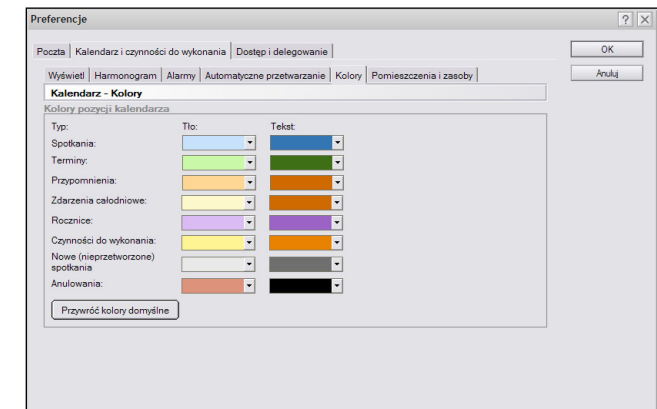 Preferencje
Poczta Kalendarz i czynności do wykonania Dostęp i delegowanie
OK
Wyświetl Harmonogram Alarmy Automatyczne przetwarzanie Kolory Pomieszczenia i zasoby
Anuluj
Kalendarz - Kolory
Kolory pozycji kalendarza
Typ: Tło: Tekst:
Spotkania:
Terminy:
Przypomnienia:
Zdarzenia całodniowe:
Rocznice:
Czynności do wykonania:
Nowe (nieprzetworzone)
spotkania
Anulowania:
Przywróć kolory domyślne